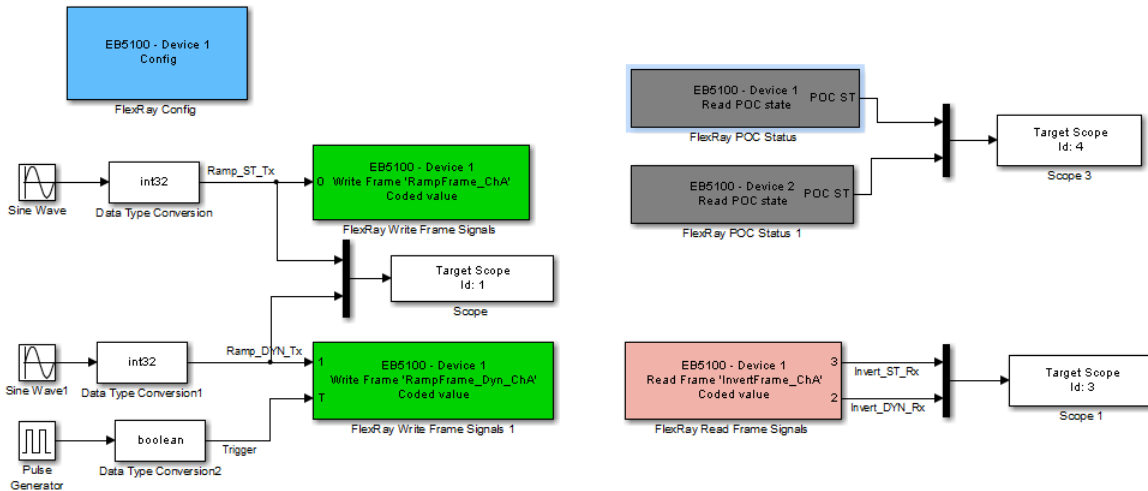 EB5100 - Device 1
Config
FlexRay Config
Sine Wave
int32
Data Type Conversion
Ramp_ST_Tx
0
EB5100 - Device 1
Write Frame 'RampFrame_ChA'
Coded value
FlexRay Write Frame Signals
Target Scope
Id: 1
Scope
Sine Wave1
int32
Data Type Conversion1
Ramp_DYN_Tx
1
T
EB5100 - Device 1
Write Frame 'RampFrame_Dyn_ChA'
Coded value
FlexRay Write Frame Signals 1
Pulse
Generator
boolean
Data Type Conversion2
Trigger
EB5100 - Device 1
Read POC state
POC ST
FlexRay POC Status
EB5100 - Device 2
Read POC state
POC ST
FlexRay POC Status 1
Target Scope
Id: 4
Scope 3
EB5100 - Device 1
Read Frame 'InvertFrame_ChA'
Coded value
3
2
FlexRay Read Frame Signals
Invert_ST_Rx
Invert_DYN_Rx
Target Scope
Id: 3
Scope 1